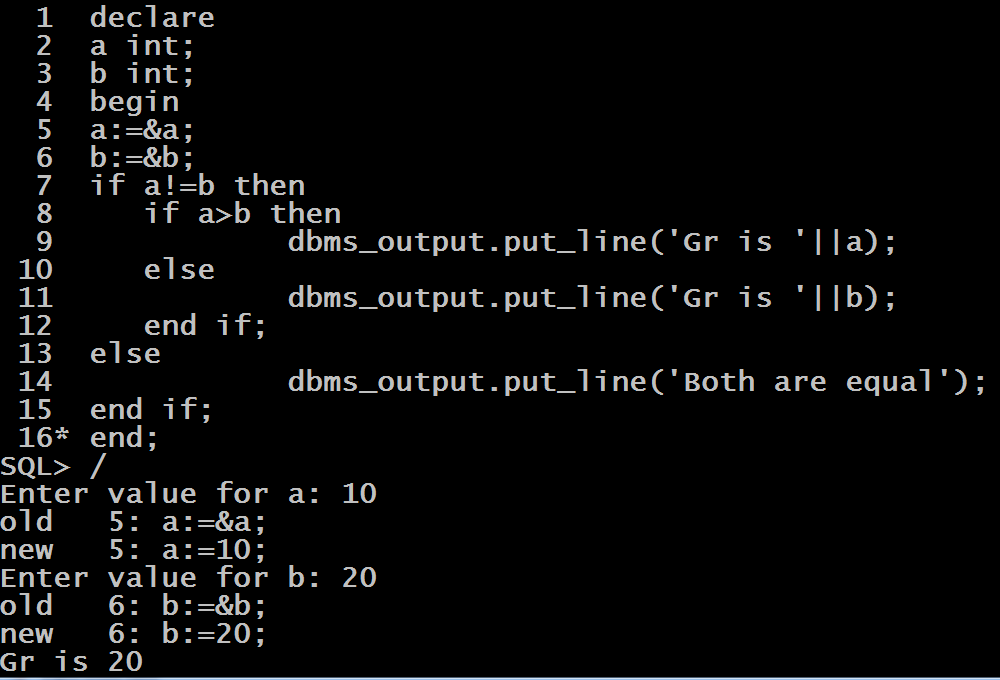 1 declare
2 a int;
3 b int;
4 begin
5 a:=&a;
6 b:=&b;
7 if a!=b then
8 if a>b then
9 dbms_output.put_line('Gr is '||a);
10 else
11 dbms_output.put_line('Gr is '||b);
12 end if;
13 else
14 dbms_output.put_line('Both are equal');
15 end if;
16* end;
SQL> /
Enter value for a: 10
old 5: a:=&a;
new 5: a:=10;
Enter value for b: 20
old 6: b:=&b;
new 6: b:=20;
Gr is 20